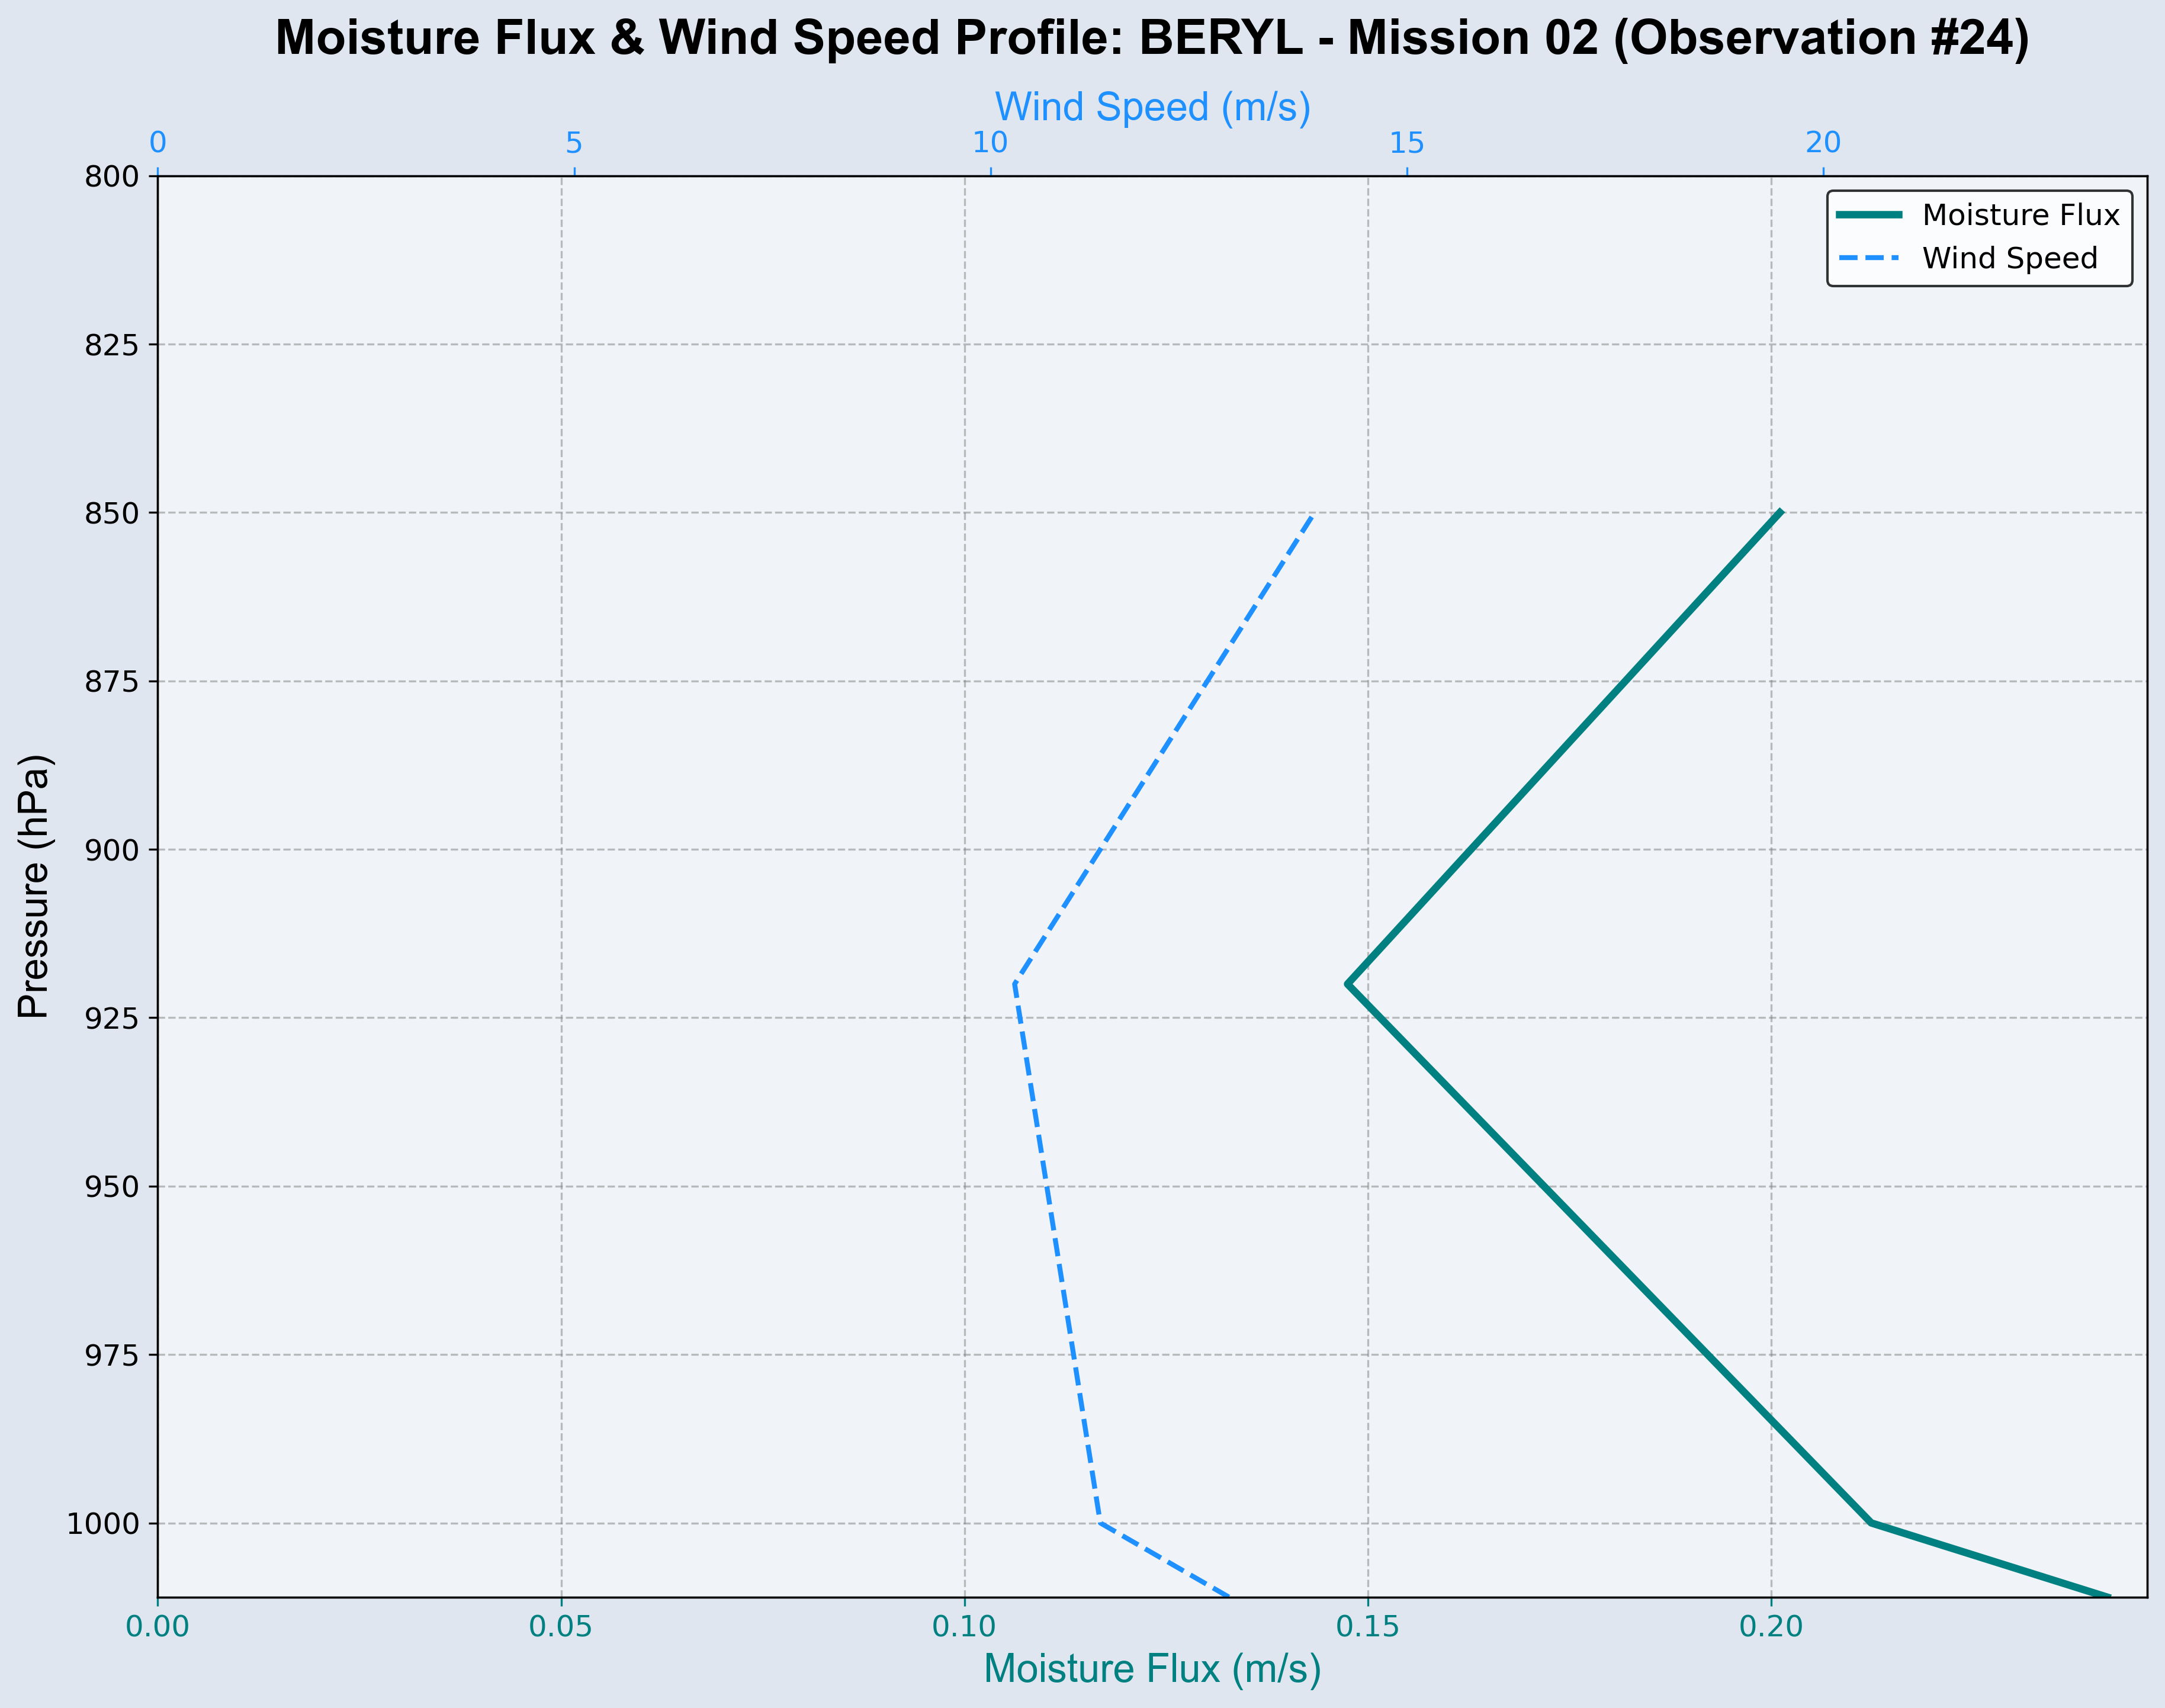 Moisture Flux & Wind Speed Profile: BERYL - Mission 02 (Observation #24)
Wind Speed (m/s)
0 5 10 15 20
Moisture Flux
Wind Speed
800
825
850
875
900
925
950
975
1000
Pressure (hPa)
0.00 0.05 0.10 0.15 0.20
Moisture Flux (m/s)